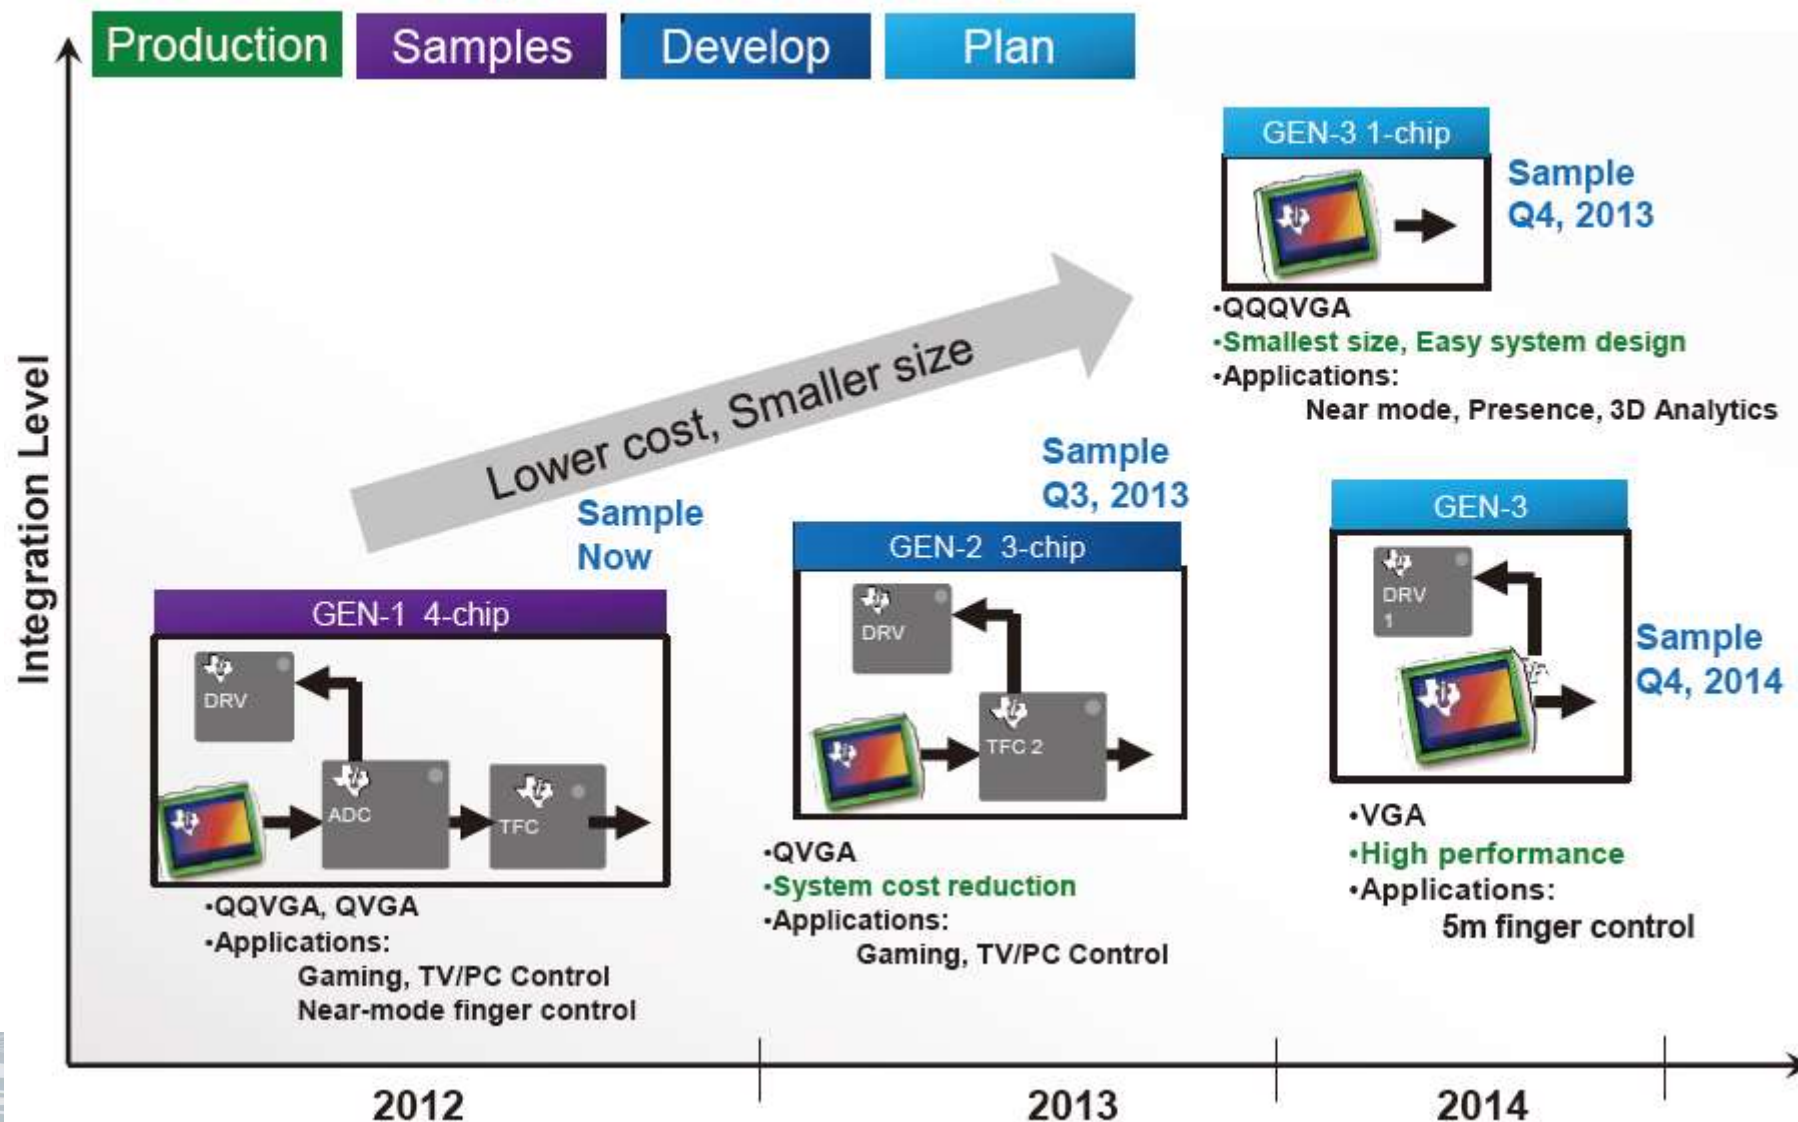 Production
Samples
Develop
Plan
Integration Level
Lower cost, Smaller size
GEN-3 1-chip
Sample
Q4, 2013
•QQQVGA
•Smallest size, Easy system design
•Applications:
Near mode, Presence, 3D Analytics
Sample
Now
GEN-1 4-chip
DRV
ADC
TFC
•QQVGA, QVGA
•Applications:
Gaming, TV/PC Control
Near-mode finger control
Sample
Q3, 2013
GEN-2 3-chip
DRV
TFC 2
•QVGA
•System cost reduction
•Applications:
Gaming, TV/PC Control
GEN-3
DRV
1
Sample
Q4, 2014
•VGA
•High performance
•Applications:
5m finger control
2012
2013
2014